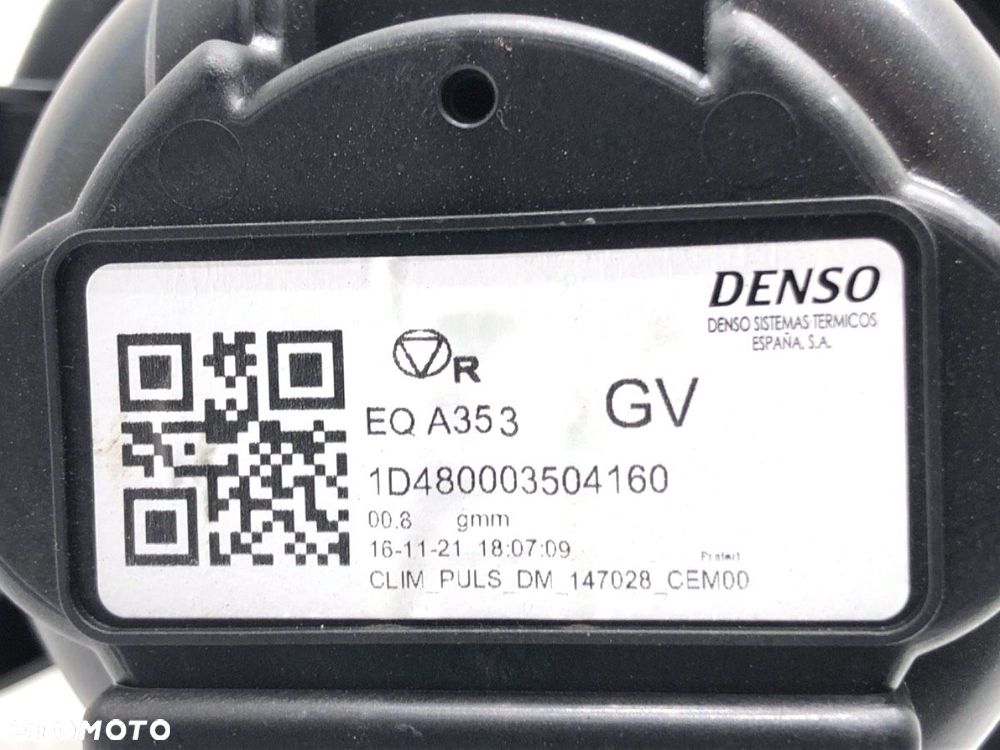 DENSO
DENSO SISTEMAS TERMICOS
ESPAÑA, S.A.
R
EQ A353
GV
1D480003504160
00.8 gmm
16-11-21 18:07:09
CLIM_PULS_DM_147028_CEM00
OTOMOTO